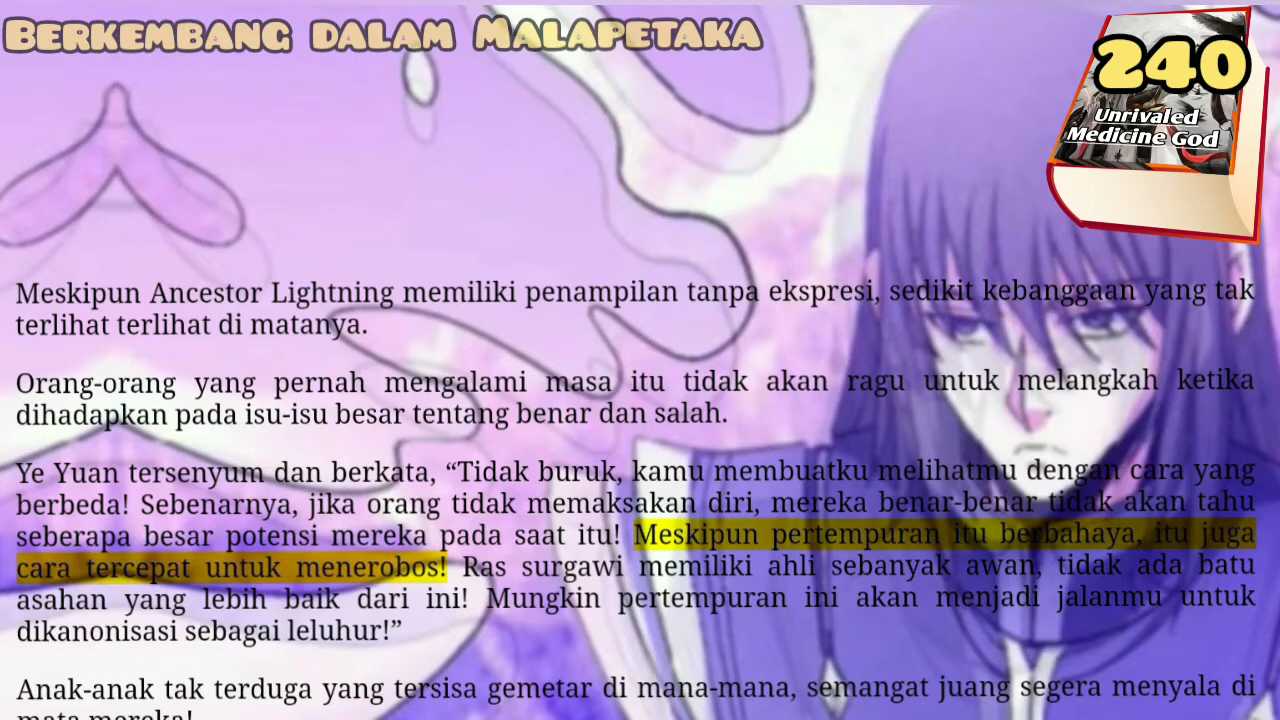 Berkembang dalam Malapetaka
240
Unrivaled
Medicine God
Meskipun Ancestor Lightning memiliki penampilan tanpa ekspresi, sedikit kebanggaan yang tak
terlihat terlihat di matanya.
Orang-orang yang pernah mengalami masa itu tidak akan ragu untuk melangkah ketika
dihadapkan pada isu-isu besar tentang benar dan salah.
Ye Yuan tersenyum dan berkata, “Tidak buruk, kamu membuatku melihatmu dengan cara yang
berbeda! Sebenarnya, jika orang tidak memaksakan diri, mereka benar-benar tidak akan tahu
seberapa besar potensi mereka pada saat itu! Meskipun pertempuran itu berbahaya, itu juga
cara tercepat untuk menerobos! Ras surgawi memiliki ahli sebanyak awan, tidak ada batu
asahan yang lebih baik dari ini! Mungkin pertempuran ini akan menjadi jalanmu untuk
dikanonisasi sebagai leluhur!”
Anak-anak tak terduga yang tersisa gemetar di mana-mana, semangat juang segera menyala di
mata mereka!